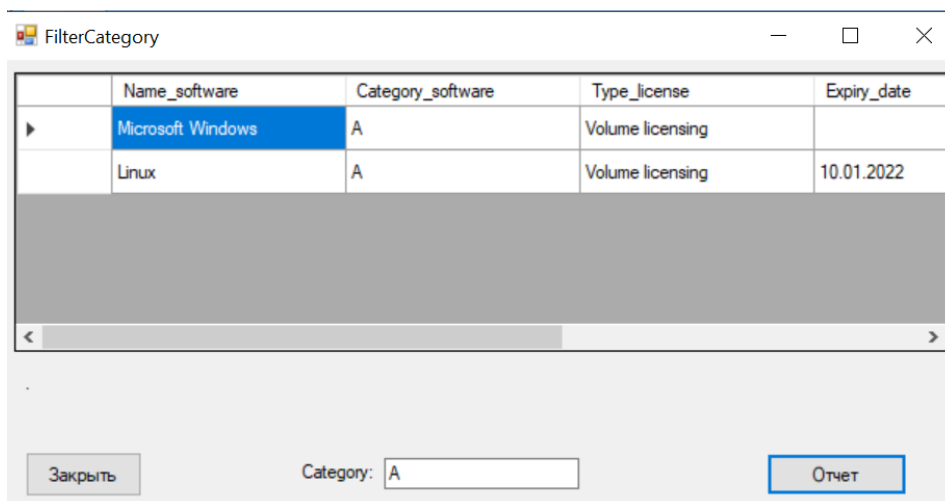 FilterCategory
Name_software Category_software Type_license Expiry_date
Microsoft Windows A Volume licensing
Linux A Volume licensing 10.01.2022
.
Закрыть Category: A Отчет